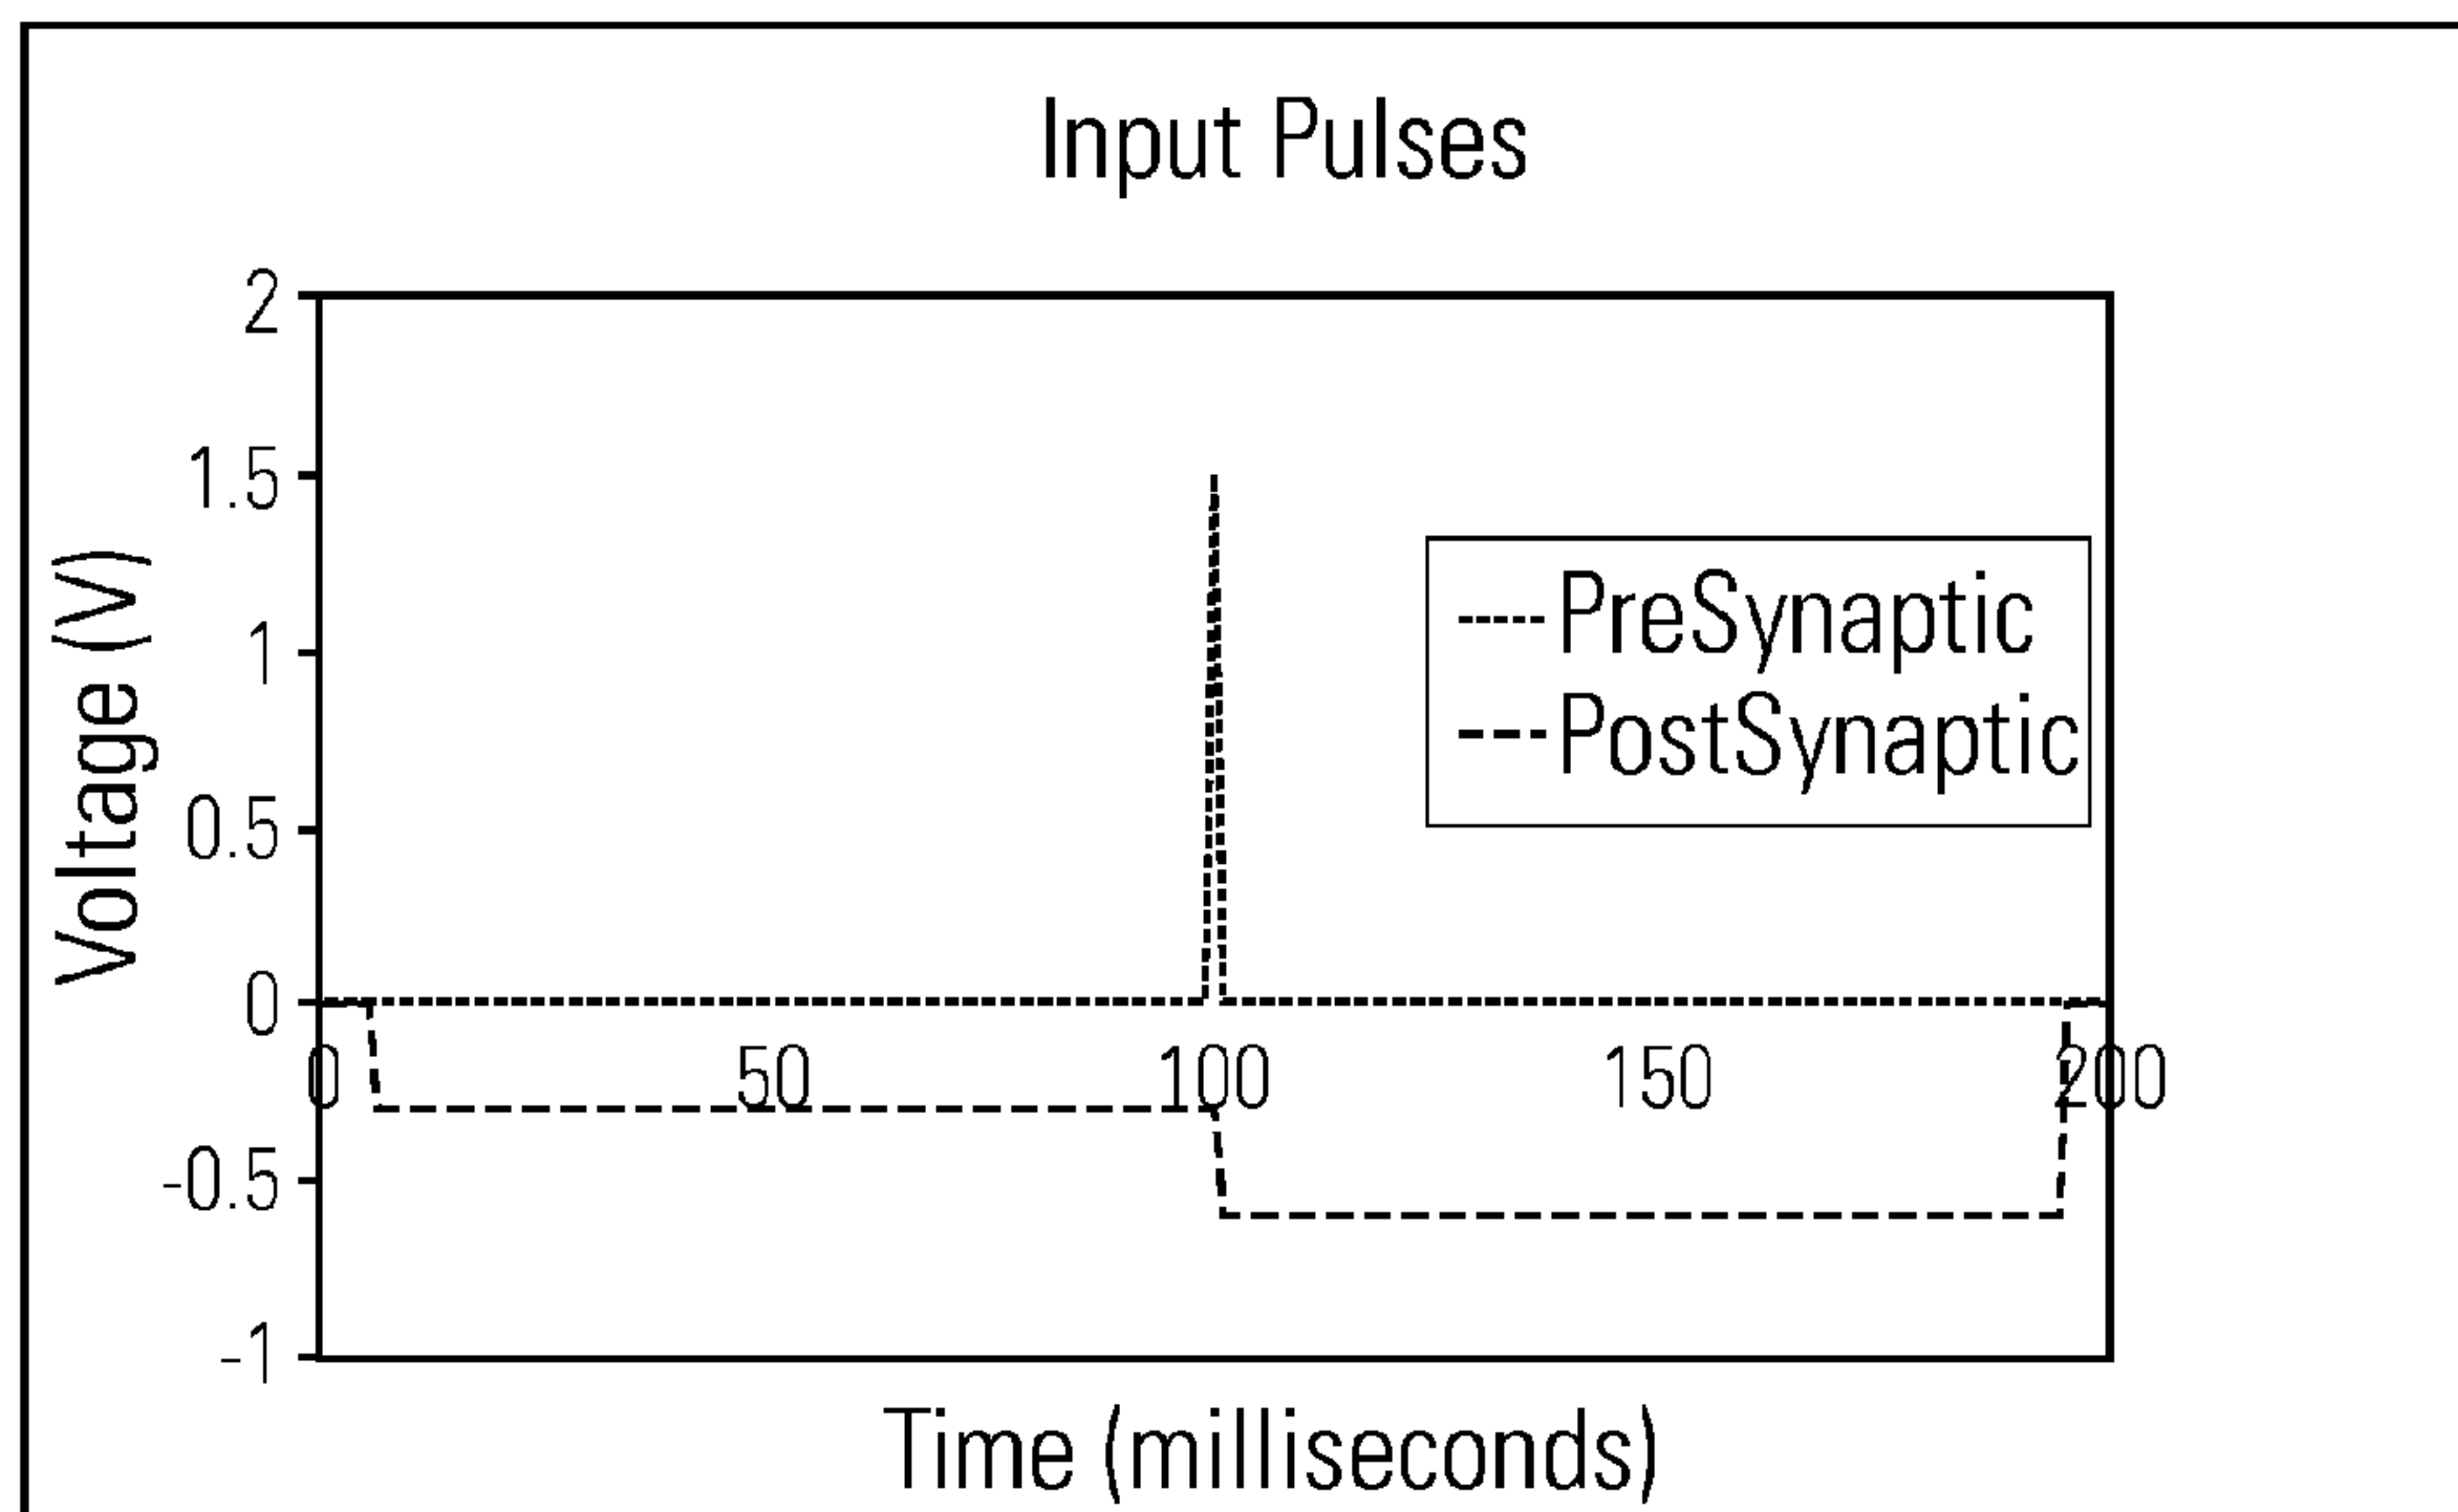 Input Pulses
2
1.5
1
0.5
0
-0.5
-1
Voltage (V)
0 50 100 150 200
PreSynaptic
PostSynaptic
Time (milliseconds)